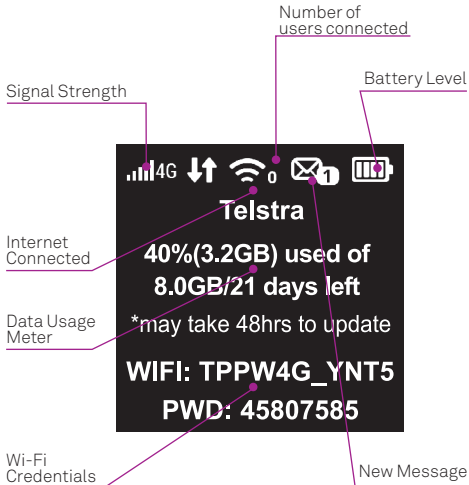 Number of
users connected
Signal Strength
Battery Level
4G 0 1
Telstra
Internet
Connected
40%(3.2GB) used of
8.0GB/21 days left
Data Usage
Meter
*may take 48hrs to update
WIFI: TPPW4G_YNT5
PWD: 45807585
Wi-Fi
Credentials
New Message